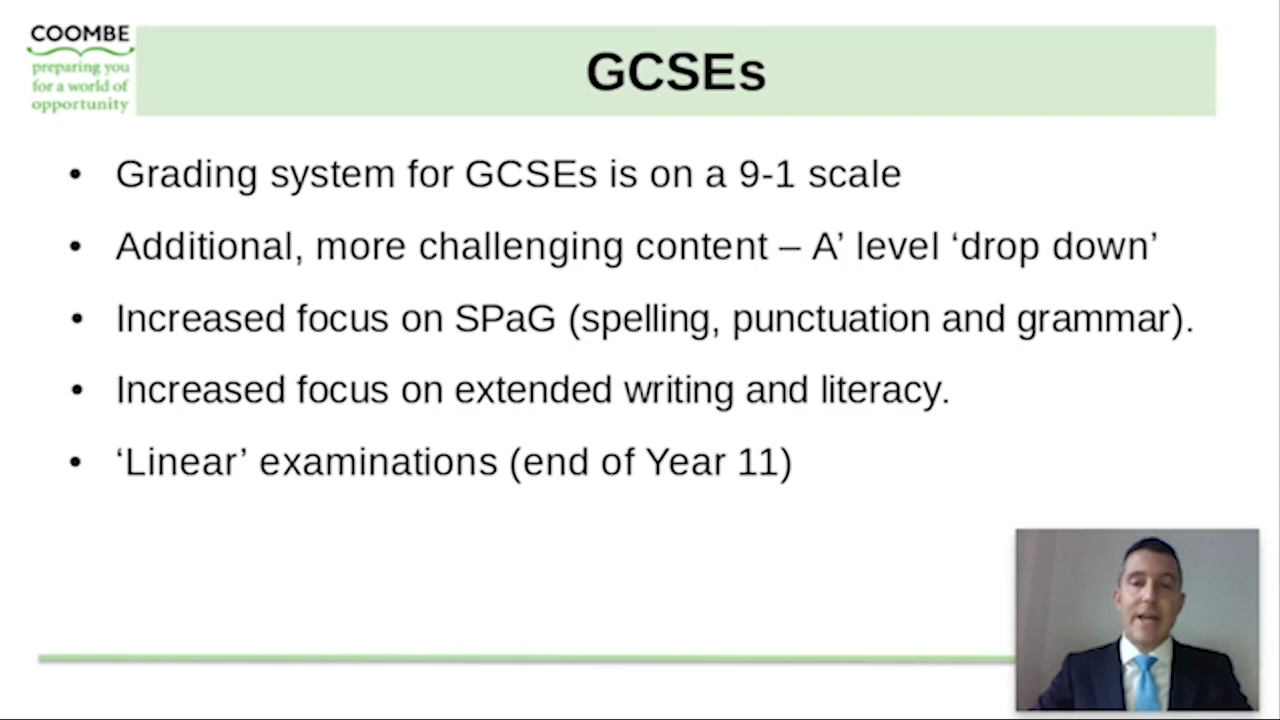 COOMBE
preparing you
for a world of
opportunity
GCSEs
• Grading system for GCSEs is on a 9-1 scale
• Additional, more challenging content – A’ level ‘drop down’
• Increased focus on SPaG (spelling, punctuation and grammar).
• Increased focus on extended writing and literacy.
• ‘Linear’ examinations (end of Year 11)